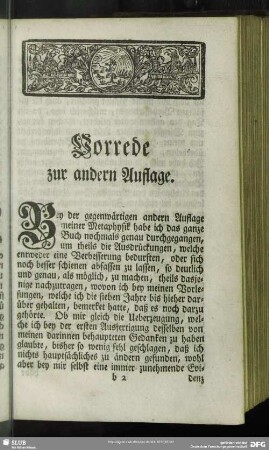 Vorrede
zur andern Auflage.
Bey der gegenwärtigen andern Auflage
meiner Metaphysik habe ich das ganze
Buch nochmals genau durchgegangen,
um theils die Ausdrückungen, welche
entweder eine Verbesserung bedurften, oder sich
noch besser schienen abfassen zu lassen, so deutlich
und genau, als möglich, zu machen, theils dasje-
nige nachzutragen, wovon ich bey meinen Vorle-
sungen, welche ich die sieben Jahr bis hieher dar-
über gehalten, bemerket hatte, daß es noch darzu
gehörte. Ob mir gleich die Ueberzeugung, wel-
che ich bey der ersten Ausfertigung desselben von
meinen darinnen behaupteten Gedanken zu haben
glaubte, bisher so wenig fehl geschlagen, daß ich
nichts hauptsächliches zu ändern gefunden, wohl
aber bey mir selbst eine immer zunehmende Evi-
b 2 denz
SLUB